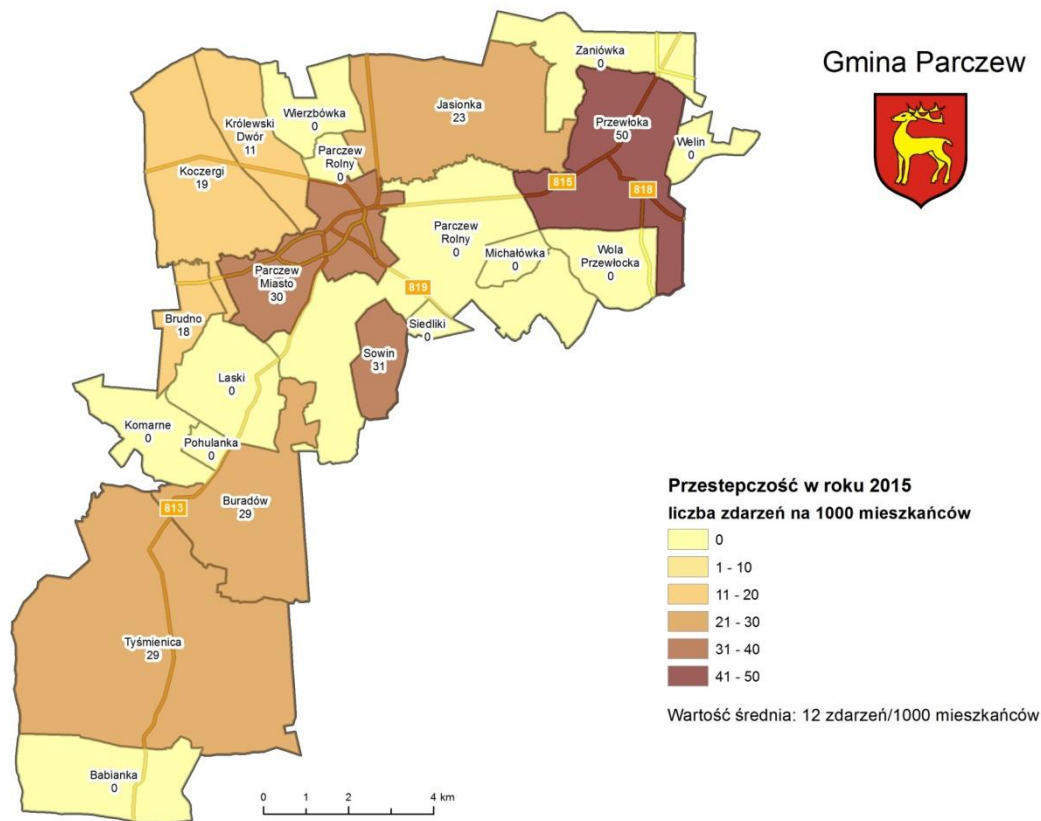 Gmina Parczew
Zaniówka
0
Jasionka
23
Przewłoka
50
Welin
0
Wierzbówka
0
Królewski
Dwór
11
Parczew
Rolny
0
Koczergi
19
815
818
Parczew
Rolny
0
Michałówka
0
Wola
Przewłocka
0
Parczew
Miasto
30
819
Siedliki
0
Brudno
18
Sowin
31
Laski
0
Komarne
0
Pohulanka
0
Buradów
29
813
Tyśmienica
29
Babianka
0
Przestepczość w roku 2015
liczba zdarzeń na 1000 mieszkańców
0
1 - 10
11 - 20
21 - 30
31 - 40
41 - 50
Wartość średnia: 12 zdarzeń/1000 mieszkańców
0 1 2 4 km